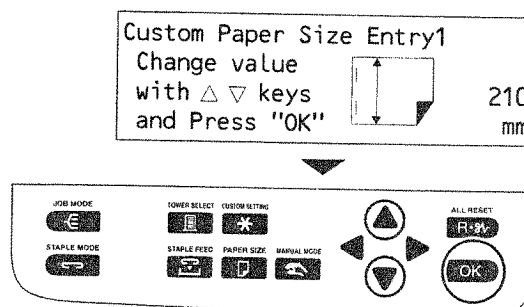 Custom Paper Size Entry1
Change value
with △ ▽ keys
and Press "OK"
210
mm
JOB MODE
TOWER SELECT
CUSTOM SETTING
ALL RESET
STAPLE MODE
STAPLE FEED
PAPER SIZE
MANUAL MODE
OK